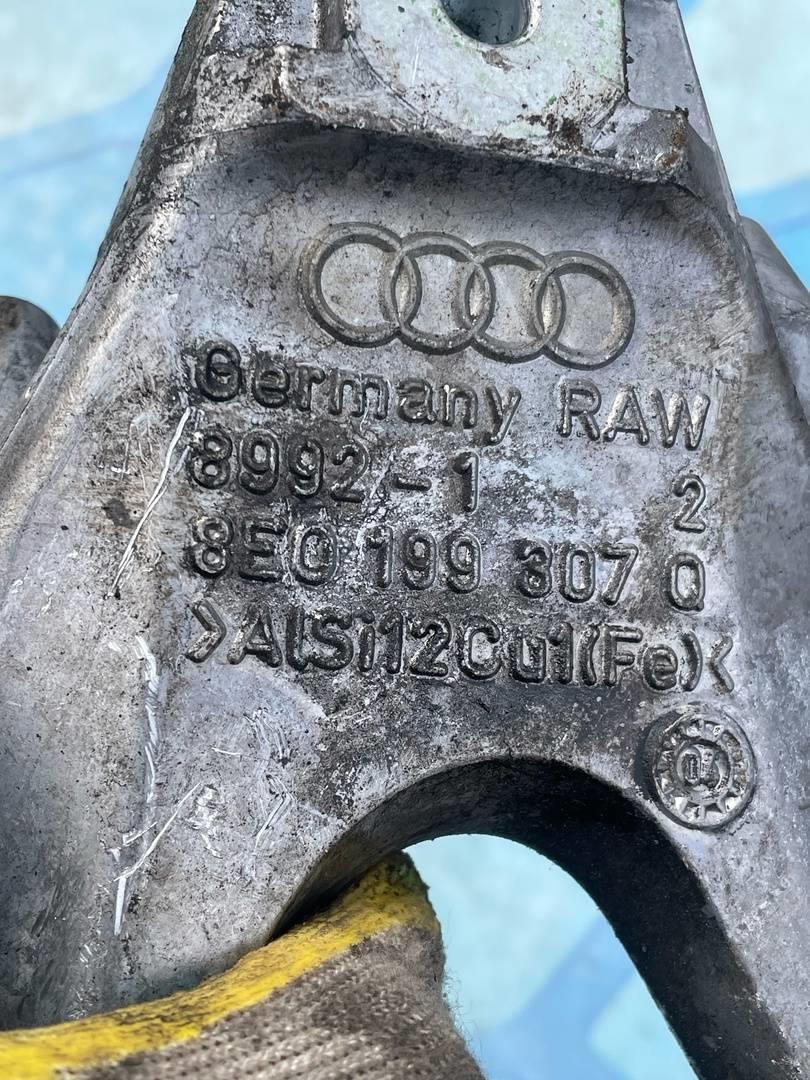 Germany RAW
8992-1 2
8E0 199 307 Q
>AlSi12Cu1(Fe)<